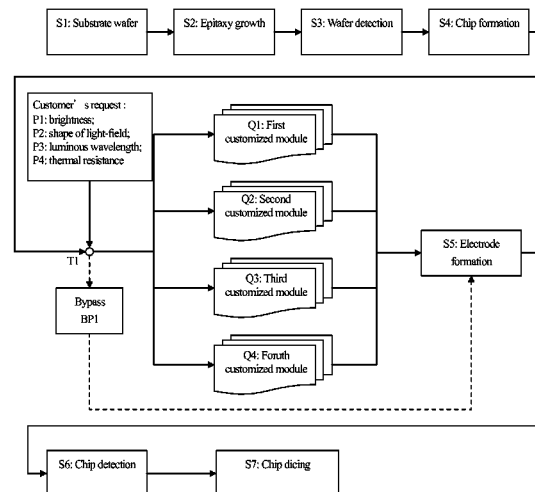 S1: Substrate wafer
S2: Epitaxy growth
S3: Wafer detection
S4: Chip formation
Customer’s request :
P1: brightness;
P2: shape of light-field;
P3: luminous wavelength;
P4: thermal resistance
Q1: First
customized module
Q2: Second
customized module
Q3: Third
customized module
Q4: Foruth
customized module
T1
Bypass
BP1
S5: Electrode
formation
S6: Chip detection
S7: Chip dicing